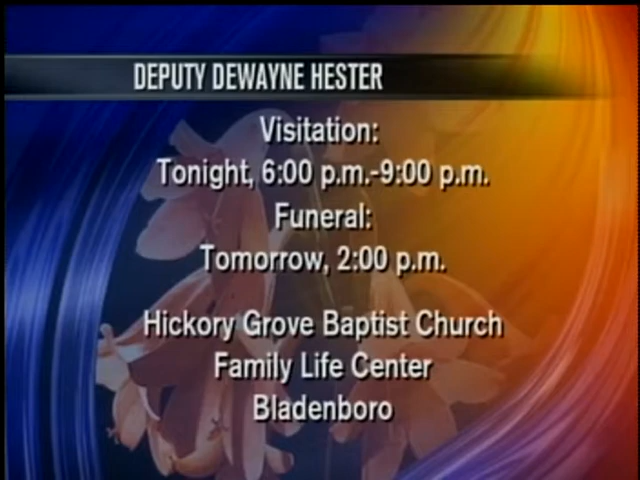 DEPUTY DEWAYNE HESTER
Visitation:
Tonight, 6:00 p.m.-9:00 p.m.
Funeral:
Tomorrow, 2:00 p.m.
Hickory Grove Baptist Church
Family Life Center
Bladenboro